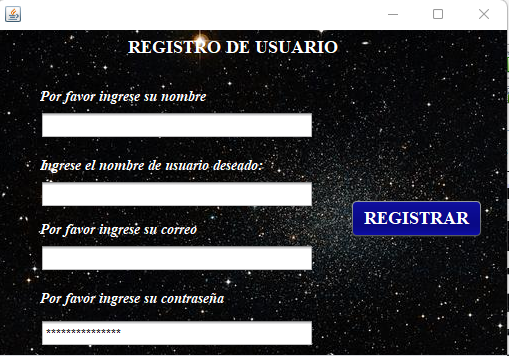 REGISTRO DE USUARIO
Por favor ingrese su nombre
Ingrese el nombre de usuario deseado:
Por favor ingrese su correo
REGISTRAR
Por favor ingrese su contraseña
***************